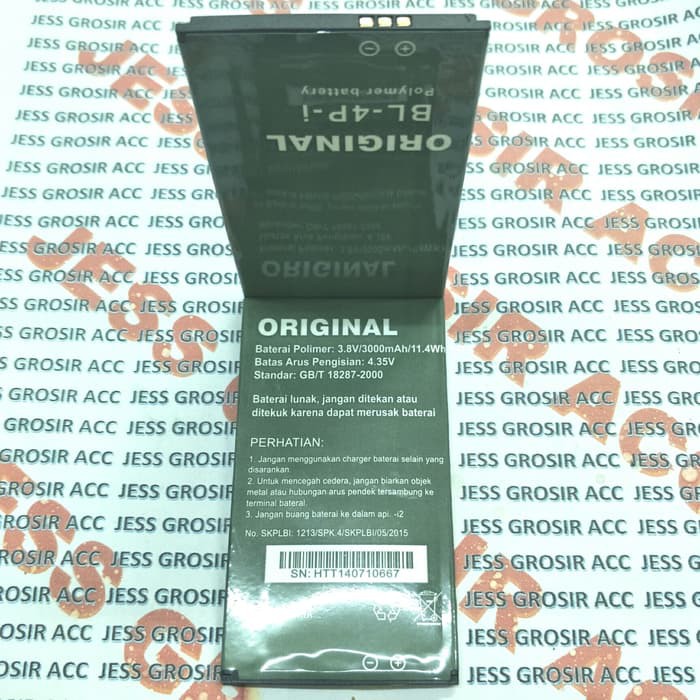 JESS GROSIR ACC
ORIGINAL
BL-4P-i
Polymer battery
ORIGINAL
Baterai Polimer: 3.8V/3000mAh/11.4Wh
Batas Arus Pengisian: 4.35V
Standar: GB/T 18287-2000
Baterai lunak, jangan ditekan atau
ditekuk karena dapat merusak baterai
PERHATIAN:
1. Jangan menggunakan charger baterai selain yang
disarankan.
2. Untuk mencegah cedera, jangan biarkan objek
metal atau hubungan arus pendek tersambung ke
terminal baterai.
3. Jangan buang baterai ke dalam api. -i2
No. SKPLBI: 1213/SPK.4/SKPLBI/05/2015
SN: HTT140710667